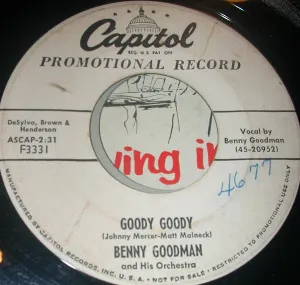 Capitol
REG. U.S. PAT. OFF.
PROMOTIONAL RECORD
DeSylva, Brown &
Henderson
ASCAP-2:31
F3331
Vocal by
Benny Goodman
(45-20952)
ying i
4677
GOODY GOODY
(Johnny Mercer-Matt Malneck)
BENNY GOODMAN
and His Orchestra
MANUFACTURED BY CAPITOL RECORDS, INC. U.S.A. • NOT FOR SALE • RESTRICTED TO PROMOTIONAL USE ONLY